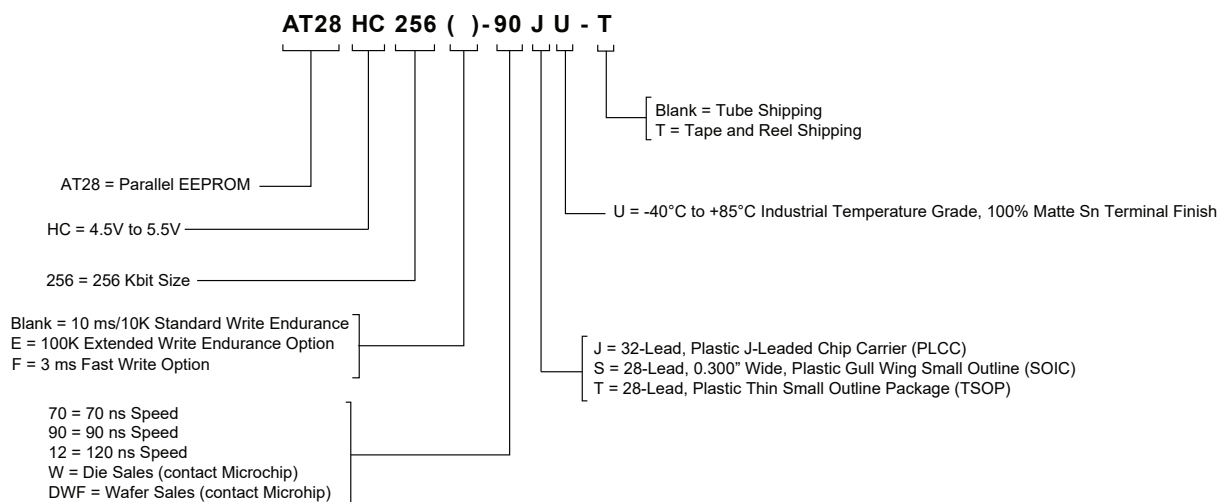 AT28 HC 256 ( ) - 90 J U - T
Blank = Tube Shipping
T = Tape and Reel Shipping
AT28 = Parallel EEPROM
U = -40°C to +85°C Industrial Temperature Grade, 100% Matte Sn Terminal Finish
HC = 4.5V to 5.5V
256 = 256 Kbit Size
Blank = 10 ms/10K Standard Write Endurance
E = 100K Extended Write Endurance Option
F = 3 ms Fast Write Option
J = 32-Lead, Plastic J-Leaded Chip Carrier (PLCC)
S = 28-Lead, 0.300” Wide, Plastic Gull Wing Small Outline (SOIC)
T = 28-Lead, Plastic Thin Small Outline Package (TSOP)
70 = 70 ns Speed
90 = 90 ns Speed
12 = 120 ns Speed
W = Die Sales (contact Microchip)
DWF = Wafer Sales (contact Microhip)